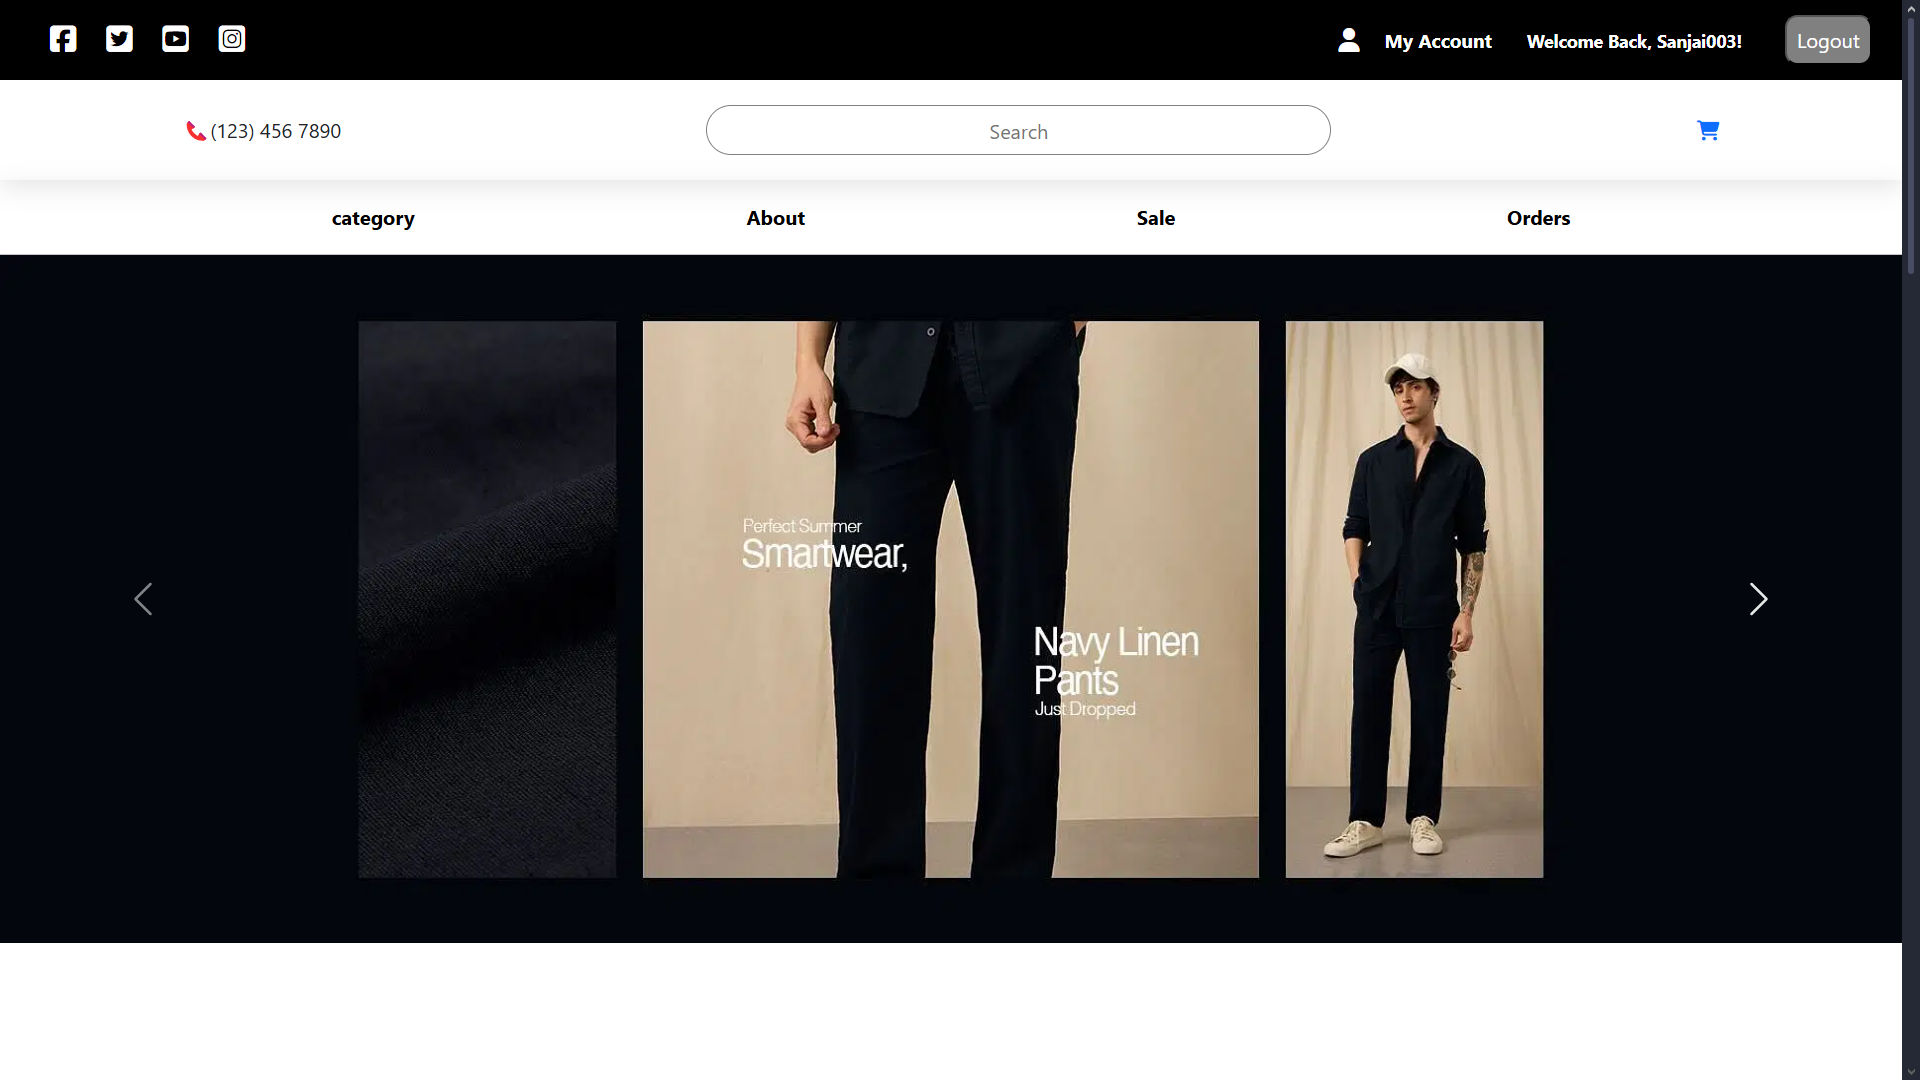 My Account
Welcome Back, Sanjai003!
Logout
(123) 456 7890
Search
category
About
Sale
Orders
Perfect Summer
Smartwear,
Navy Linen
Pants
Just Dropped